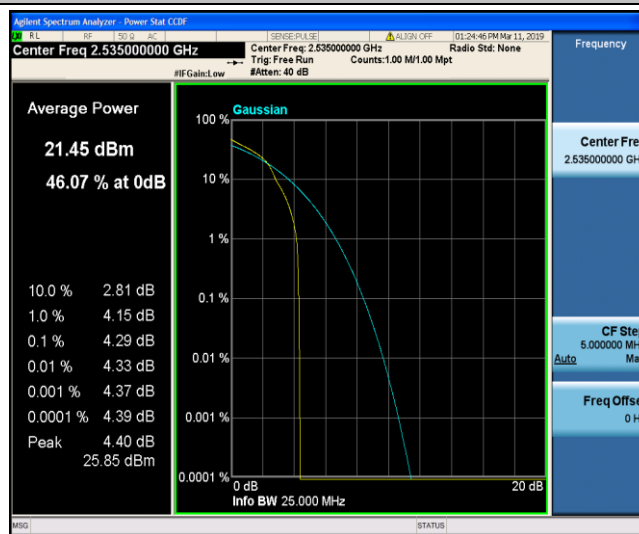 Agilent Spectrum Analyzer - Power Stat CCDF
RL RF 50 Ω AC SENSE:PULSE ALIGN OFF 01:24:46 PM Mar 11, 2019
Center Freq 2.535000000 GHz
Center Freq: 2.535000000 GHz Radio Std: None
Trig: Free Run Counts:1.00 M/1.00 Mpt
#IFGain:Low #Atten: 40 dB
Frequency
Average Power
21.45 dBm
46.07 % at 0dB
10.0 % 2.81 dB
1.0 % 4.15 dB
0.1 % 4.29 dB
0.01 % 4.33 dB
0.001 % 4.37 dB
0.0001 % 4.39 dB
Peak 4.40 dB
25.85 dBm
Gaussian
100 %
10 %
1 %
0.1 %
0.01 %
0.001 %
0.0001 %
0 dB 20 dB
Info BW 25.000 MHz
Center Fre
2.535000000 GH
CF Ste
5.000000 MH
Auto Ma
Freq Offse
0 H
MSG STATUS